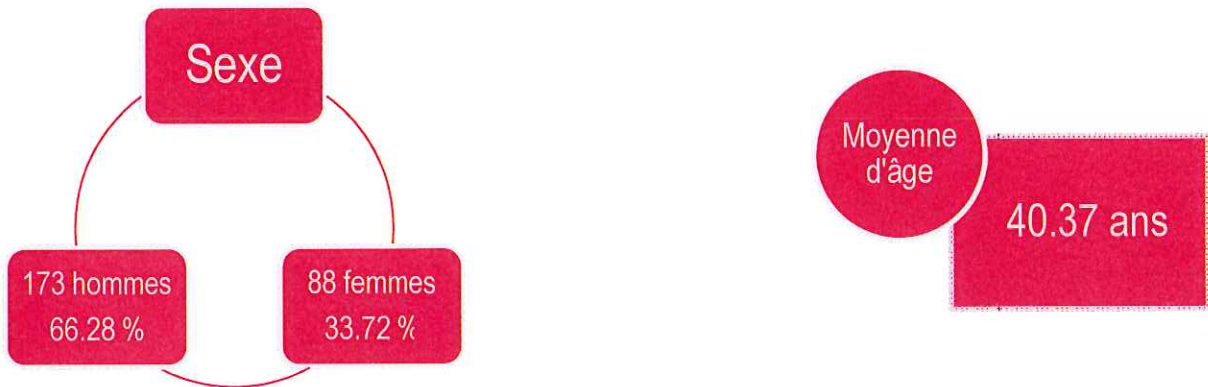 Sexe
173 hommes
66.28 %
88 femmes
33.72 %
Moyenne
d'âge
40.37 ans